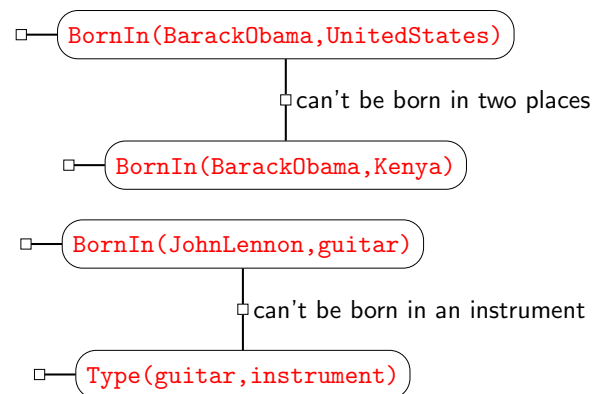 BornIn(BarackObama,UnitedStates)
can't be born in two places
BornIn(BarackObama,Kenya)
BornIn(JohnLennon,guitar)
can't be born in an instrument
Type(guitar,instrument)